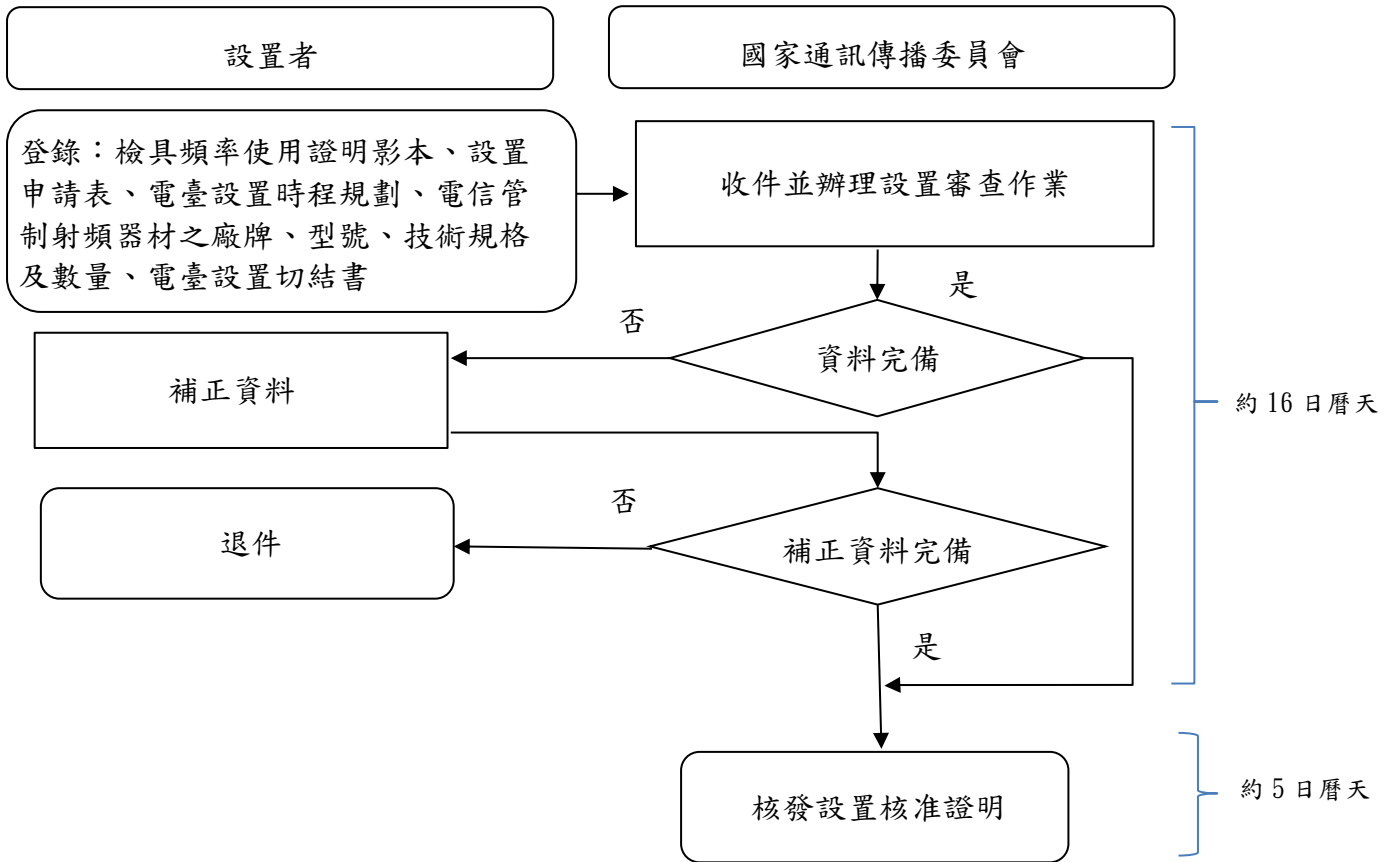 設置者
國家通訊傳播委員會
登錄：檢具頻率使用證明影本、設置
申請表、電臺設置時程規劃、電信管
制射頻器材之廠牌、型號、技術規格
及數量、電臺設置切結書
收件並辦理設置審查作業
是
否
資料完備
補正資料
約 16 日曆天
否
退件
補正資料完備
是
核發設置核准證明
約 5 日曆天